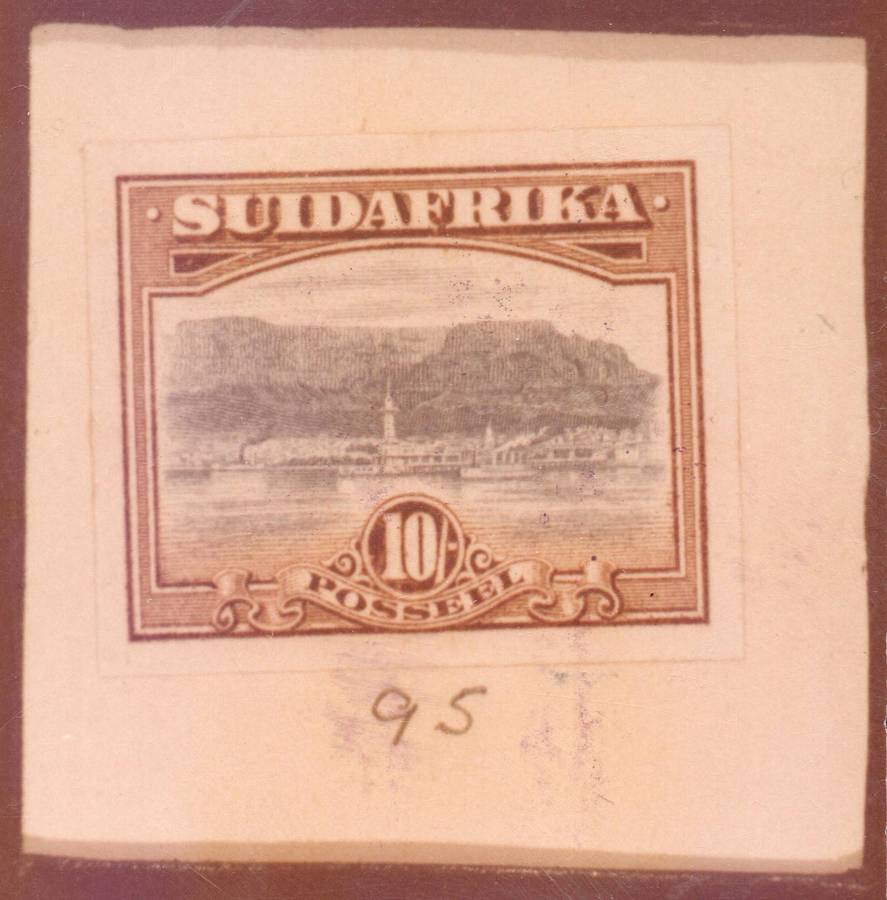 SUIDAFRIKA
10/-
POSSEEL
95